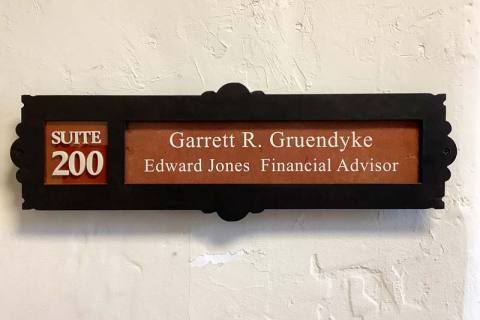 SUITE
200
Garrett R. Gruendyke
Edward Jones Financial Advisor